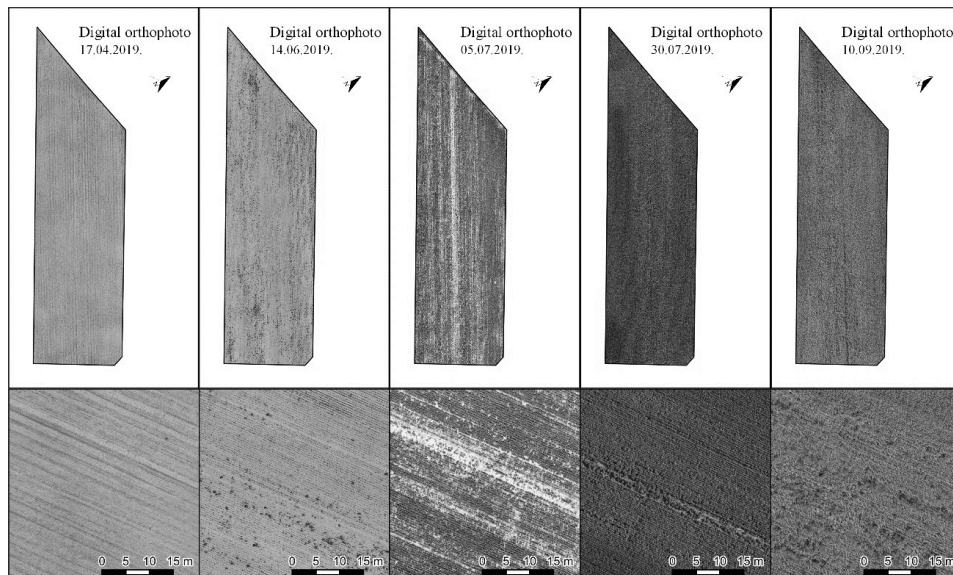 Digital orthophoto
17.04.2019.
Digital orthophoto
14.06.2019.
Digital orthophoto
05.07.2019.
Digital orthophoto
30.07.2019.
Digital orthophoto
10.09.2019.
0 5 10 15 m
0 5 10 15 m
0 5 10 15 m
0 5 10 15 m
0 5 10 15 m